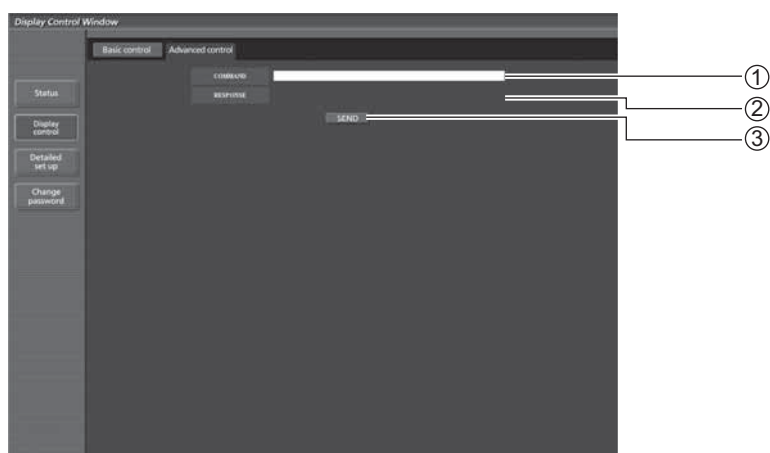 Display Control Window
Basic control
Advanced control
COMMAND
①
RESPONSE
②
SEND
③
Status
Display
control
Detailed
set up
Change
password